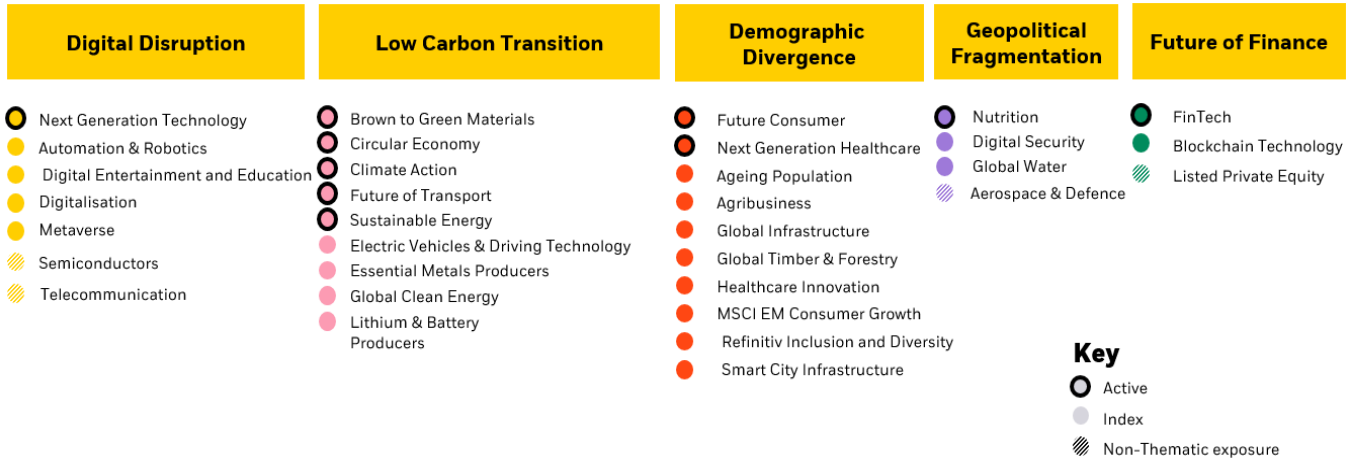 Digital Disruption
Next Generation Technology
Automation & Robotics
Digital Entertainment and Education
Digitalisation
Metaverse
Semiconductors
Telecommunication
Low Carbon Transition
Brown to Green Materials
Circular Economy
Climate Action
Future of Transport
Sustainable Energy
Electric Vehicles & Driving Technology
Essential Metals Producers
Global Clean Energy
Lithium & Battery
Producers
Demographic
Divergence
Future Consumer
Next Generation Healthcare
Ageing Population
Agribusiness
Global Infrastructure
Global Timber & Forestry
Healthcare Innovation
MSCI EM Consumer Growth
Refinitiv Inclusion and Diversity
Smart City Infrastructure
Geopolitical
Fragmentation
Nutrition
Digital Security
Global Water
Aerospace & Defence
Future of Finance
FinTech
Blockchain Technology
Listed Private Equity
Key
Active
Index
Non-Thematic exposure